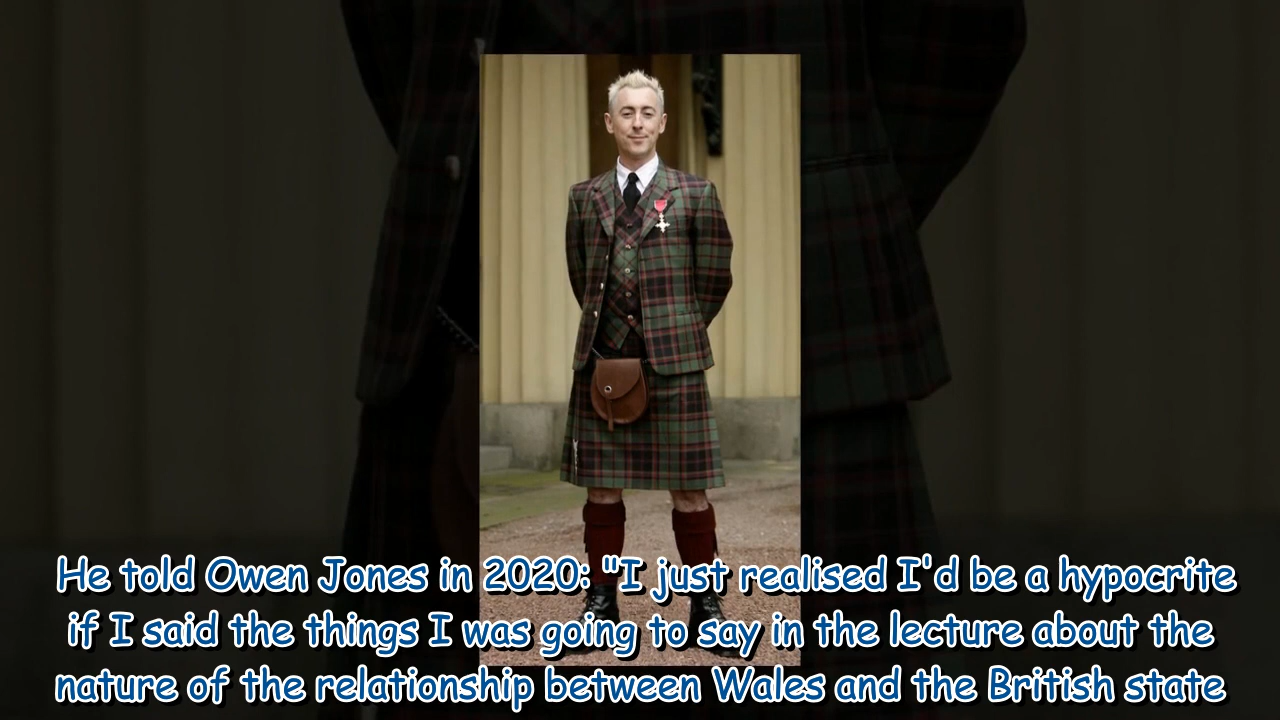 He told Owen Jones in 2020: "I just realised I'd be a hypocrite
if I said the things I was going to say in the lecture about the
nature of the relationship between Wales and the British state